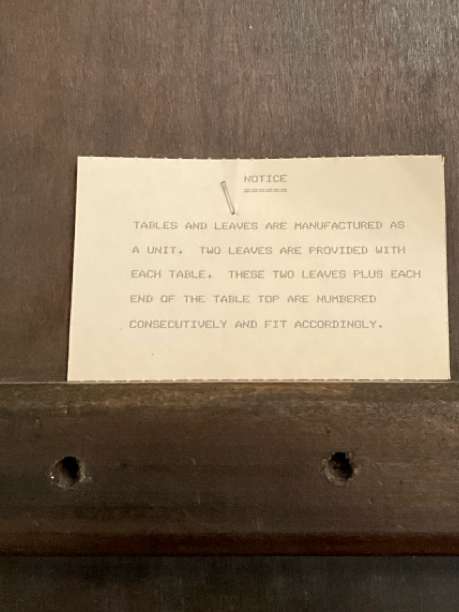 NOTICE
======
TABLES AND LEAVES ARE MANUFACTURED AS
A UNIT.  TWO LEAVES ARE PROVIDED WITH
EACH TABLE.  THESE TWO LEAVES PLUS EACH
END OF THE TABLE TOP ARE NUMBERED
CONSECUTIVELY AND FIT ACCORDINGLY.